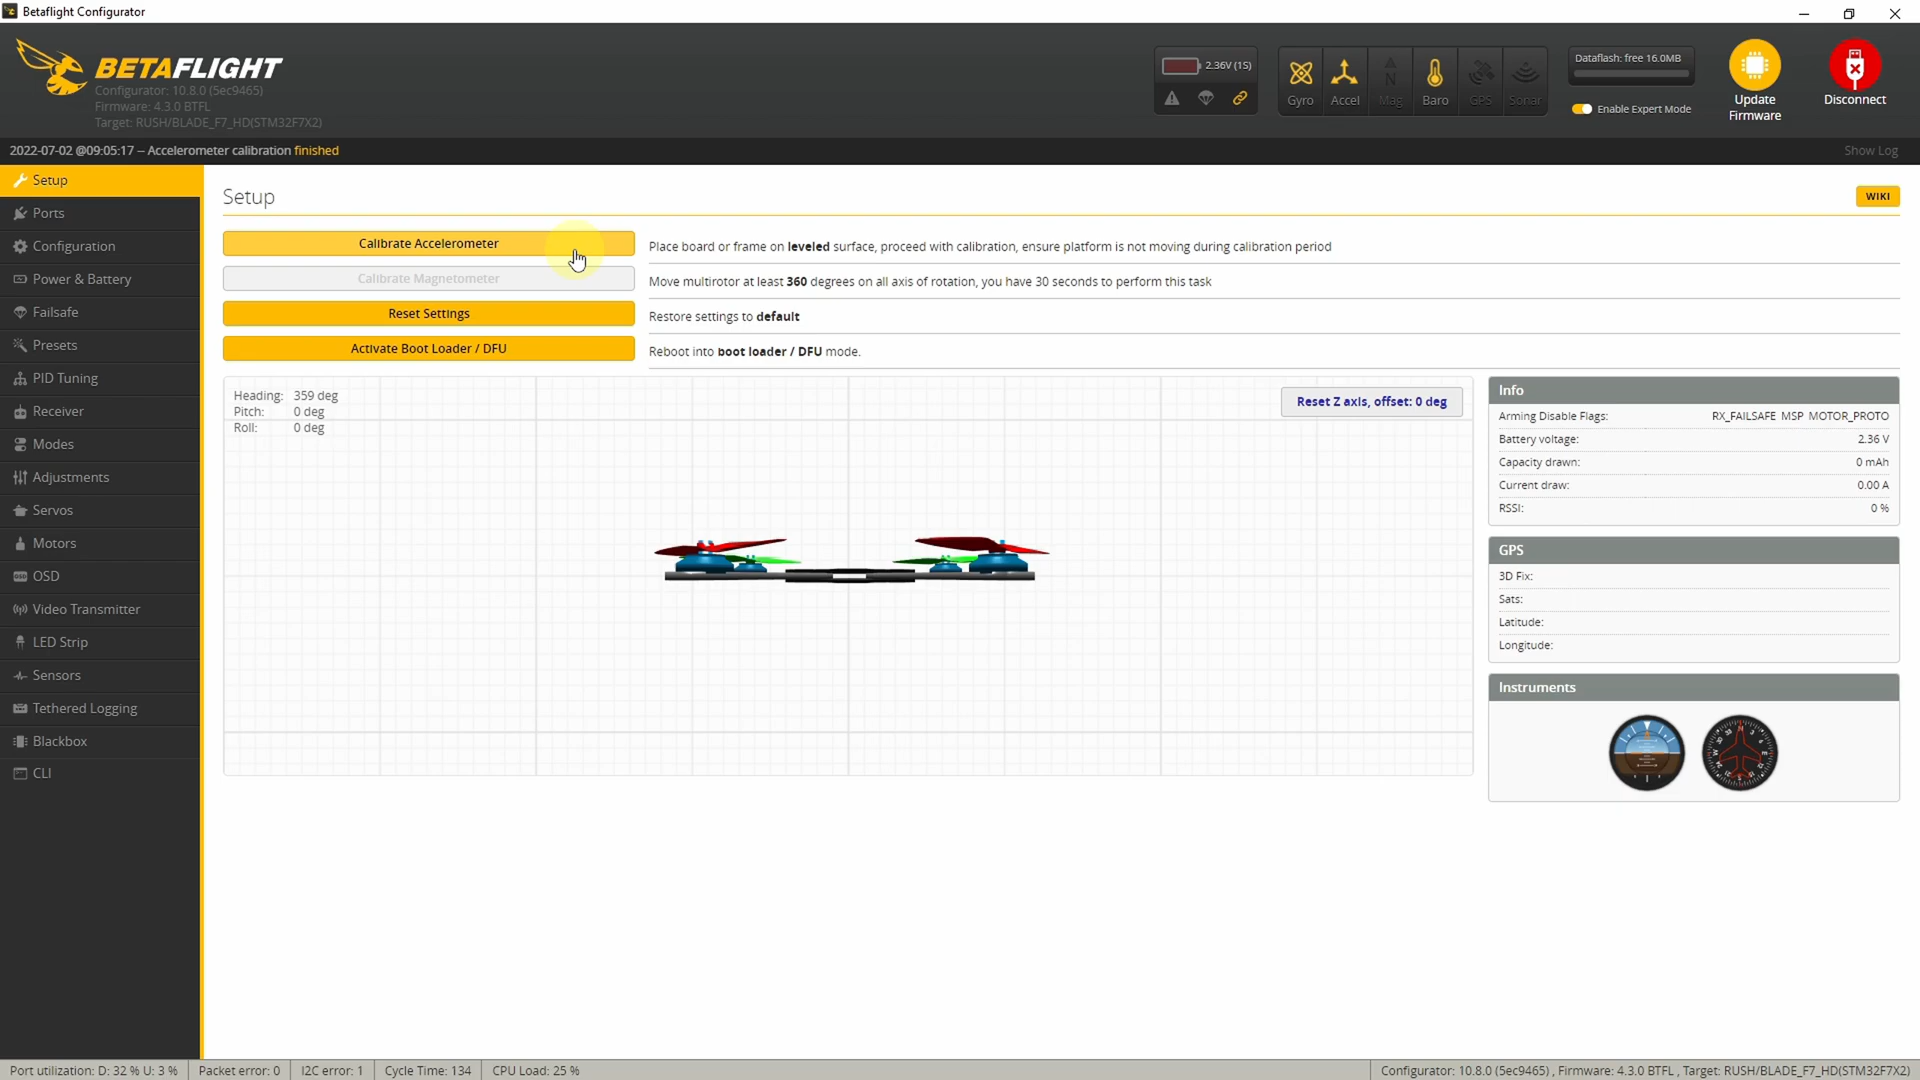 Betaflight Configurator
BETAFLIGHT
Configurator: 10.8.0 (5ec9465)
Firmware: 4.3.0 BTFL
Target: RUSH/BLADE_F7_HD(STM32F7X2)
2.36V (1S)
Gyro
Accel
Mag
Baro
GPS
Sonar
Dataflash: free 16.0MB
Enable Expert Mode
Update
Firmware
Disconnect
2022-07-02 @09:05:17 -- Accelerometer calibration finished
Show Log
Setup
Ports
Configuration
Power & Battery
Failsafe
Presets
PID Tuning
Receiver
Modes
Adjustments
Servos
Motors
OSD
Video Transmitter
LED Strip
Sensors
Tethered Logging
Blackbox
CLI
Setup
WIKI
Calibrate Accelerometer
Place board or frame on leveled surface, proceed with calibration, ensure platform is not moving during calibration period
Calibrate Magnetometer
Move multirotor at least 360 degrees on all axis of rotation, you have 30 seconds to perform this task
Reset Settings
Restore settings to default
Activate Boot Loader / DFU
Reboot into boot loader / DFU mode.
Heading: 359 deg
Pitch: 0 deg
Roll: 0 deg
Reset Z axis, offset: 0 deg
Info
Arming Disable Flags: RX_FAILSAFE MSP MOTOR_PROTO
Battery voltage: 2.36 V
Capacity drawn: 0 mAh
Current draw: 0.00 A
RSSI: 0 %
GPS
3D Fix:
Sats:
Latitude:
Longitude:
Instruments
Port utilization: D: 32 % U: 3 %
Packet error: 0
I2C error: 1
Cycle Time: 134
CPU Load: 25 %
Configurator: 10.8.0 (5ec9465) , Firmware: 4.3.0 BTFL , Target: RUSH/BLADE_F7_HD(STM32F7X2)